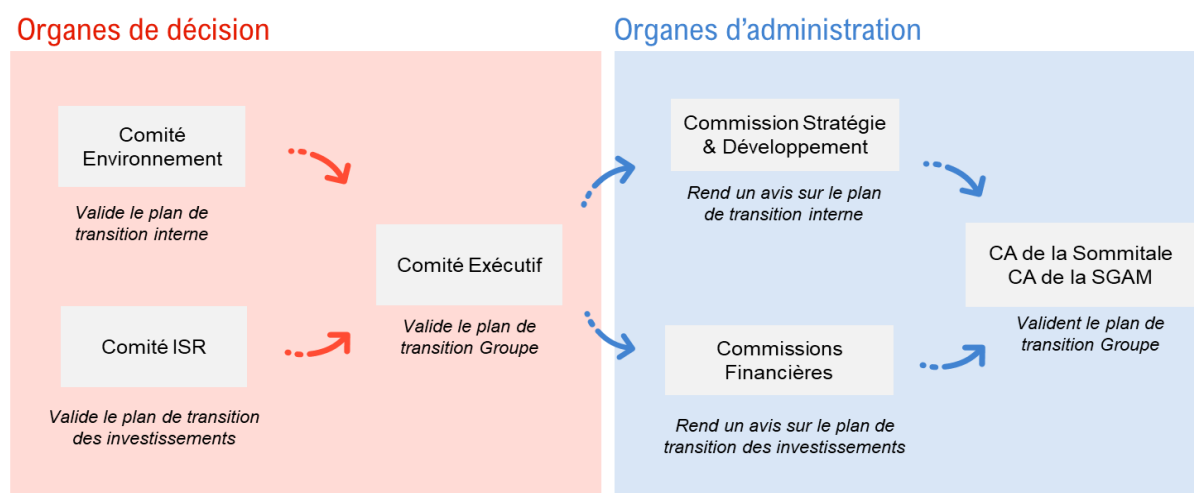 Organes de décision
Comité
Environnement
Valide le plan de
transition interne
Comité ISR
Valide le plan de transition
des investissements
Comité Exécutif
Valide le plan de
transition Groupe
Organes d'administration
Commission Stratégie
& Développement
Rend un avis sur le plan
de transition interne
Commissions
Financières
Rend un avis sur le plan de
transition des investissements
CA de la Sommitale
CA de la SGAM
Valident le plan de
transition Groupe